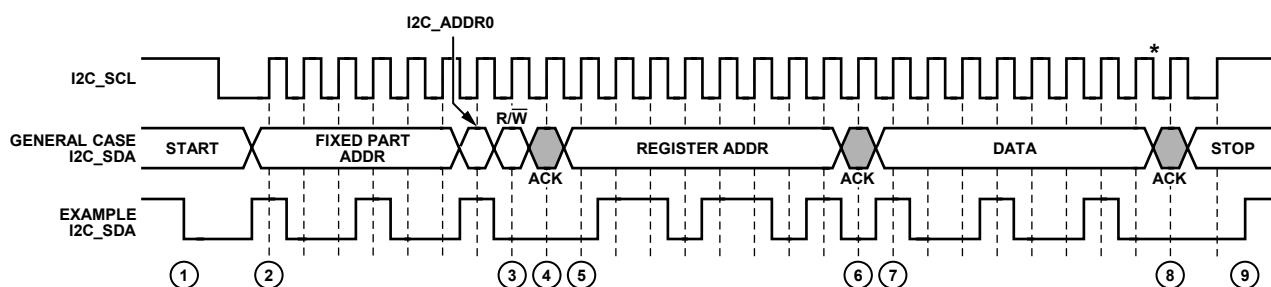 I2C_ADDR0
I2C_SCL
*
R/W̅
GENERAL CASE
I2C_SDA
START
FIXED PART
ADDR
ACK
REGISTER ADDR
ACK
DATA
ACK
STOP
EXAMPLE
I2C_SDA
1
2
3
4
5
6
7
8
9